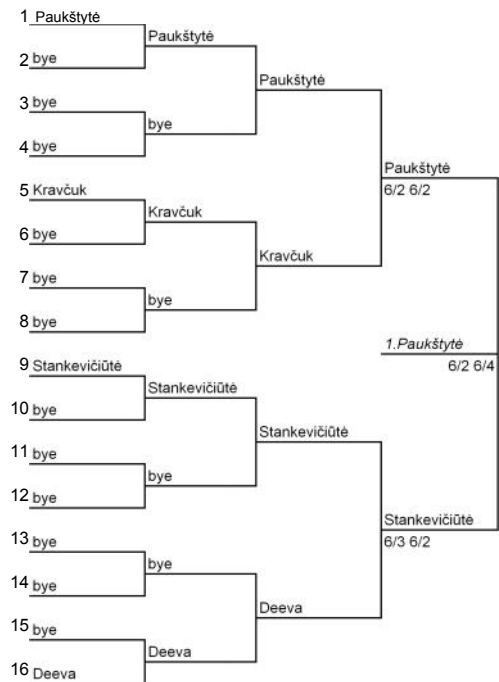 1 Paukštytė
Paukštytė
2 bye
Paukštytė
3 bye
bye
4 bye
Paukštytė
6/2 6/2
5 Kravčuk
Kravčuk
6 bye
Kravčuk
7 bye
bye
8 bye
1.Paukštytė
6/2 6/4
9 Stankevičiūtė
Stankevičiūtė
10 bye
Stankevičiūtė
11 bye
bye
12 bye
Stankevičiūtė
6/3 6/2
13 bye
bye
14 bye
Deeva
15 bye
Deeva
16 Deeva